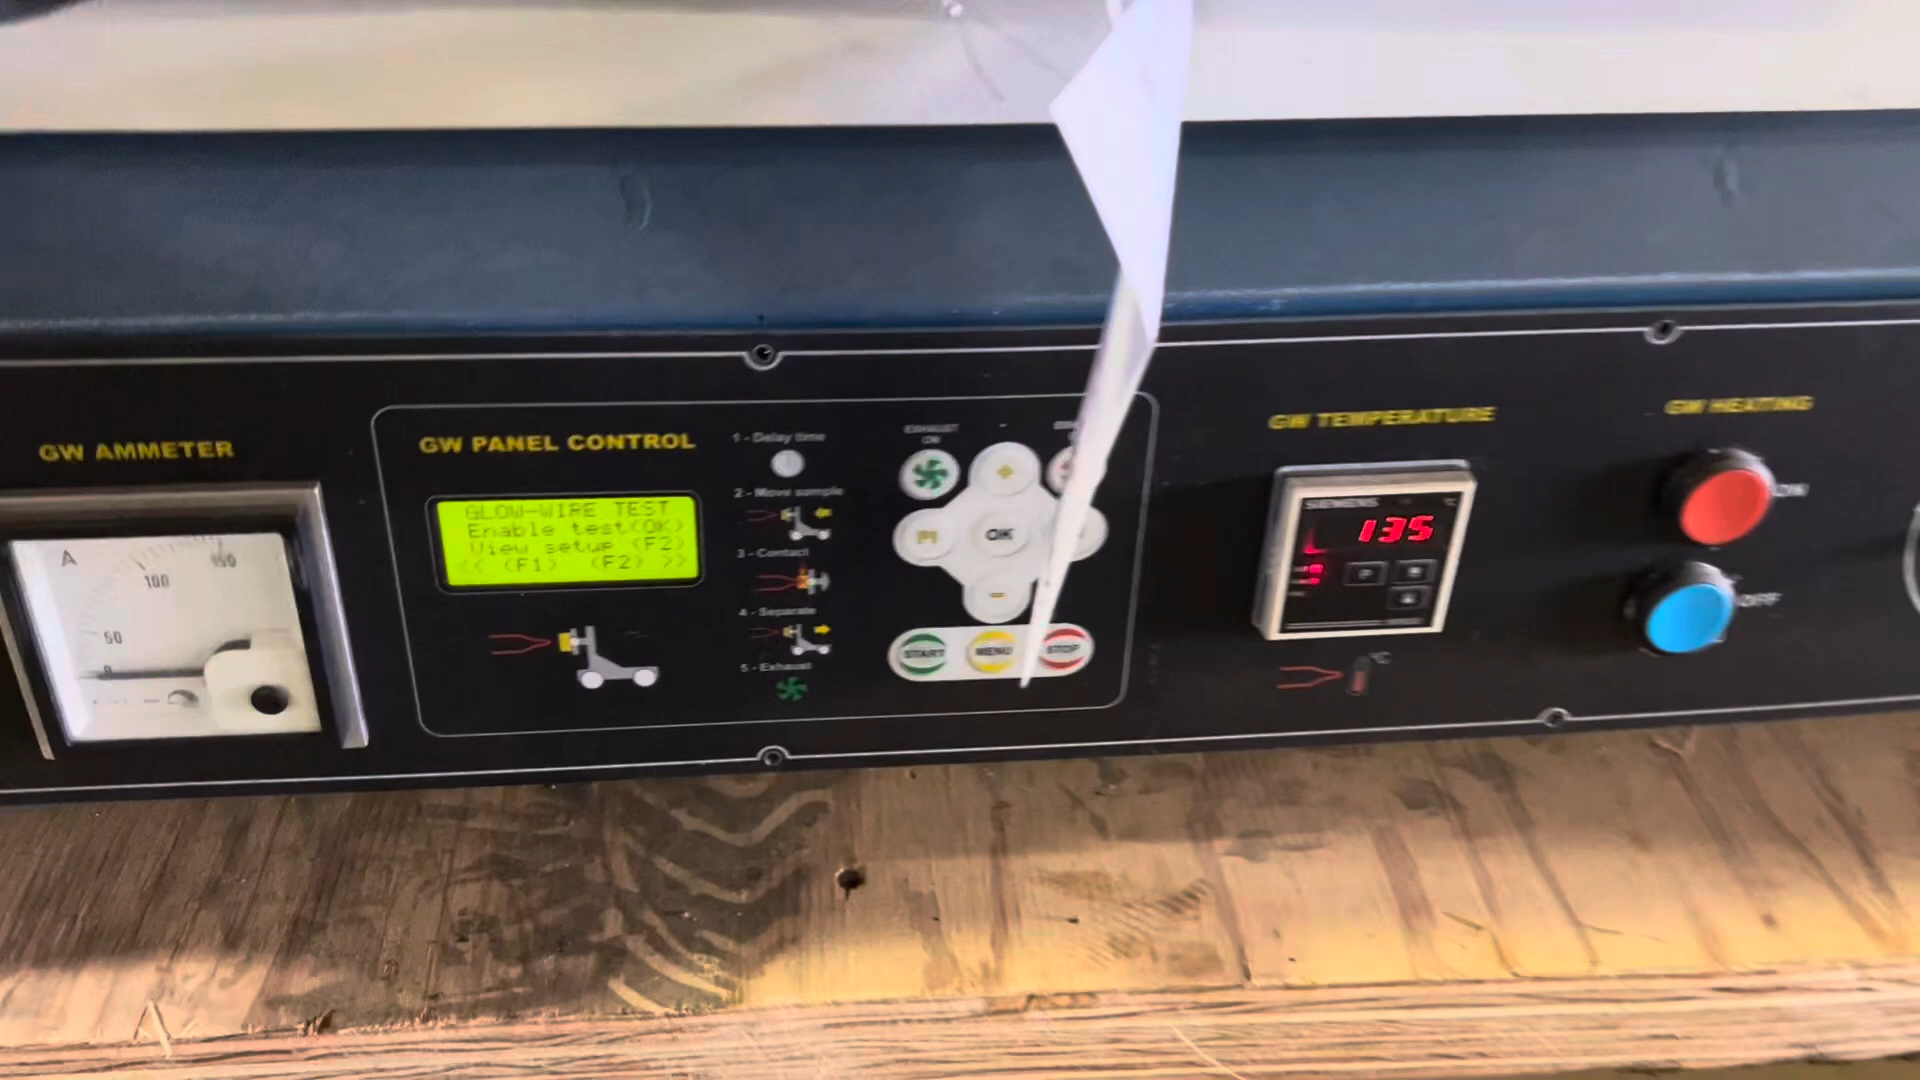 GW AMMETER
A
50
100
150
0
GW PANEL CONTROL
GLOW-WIRE TEST
Enable test(OK)
View setup (F2)
<< (F1) (F2) >>
1 - Delay time
2 - Move sample
3 - Contact
4 - Separate
5 - Exhaust
EXHAUST
ON
+
F1
OK
-
START
MENU
STOP
GW TEMPERATURE
SIEMENS
°C
135
P
°C
GW HEATING
ON
OFF